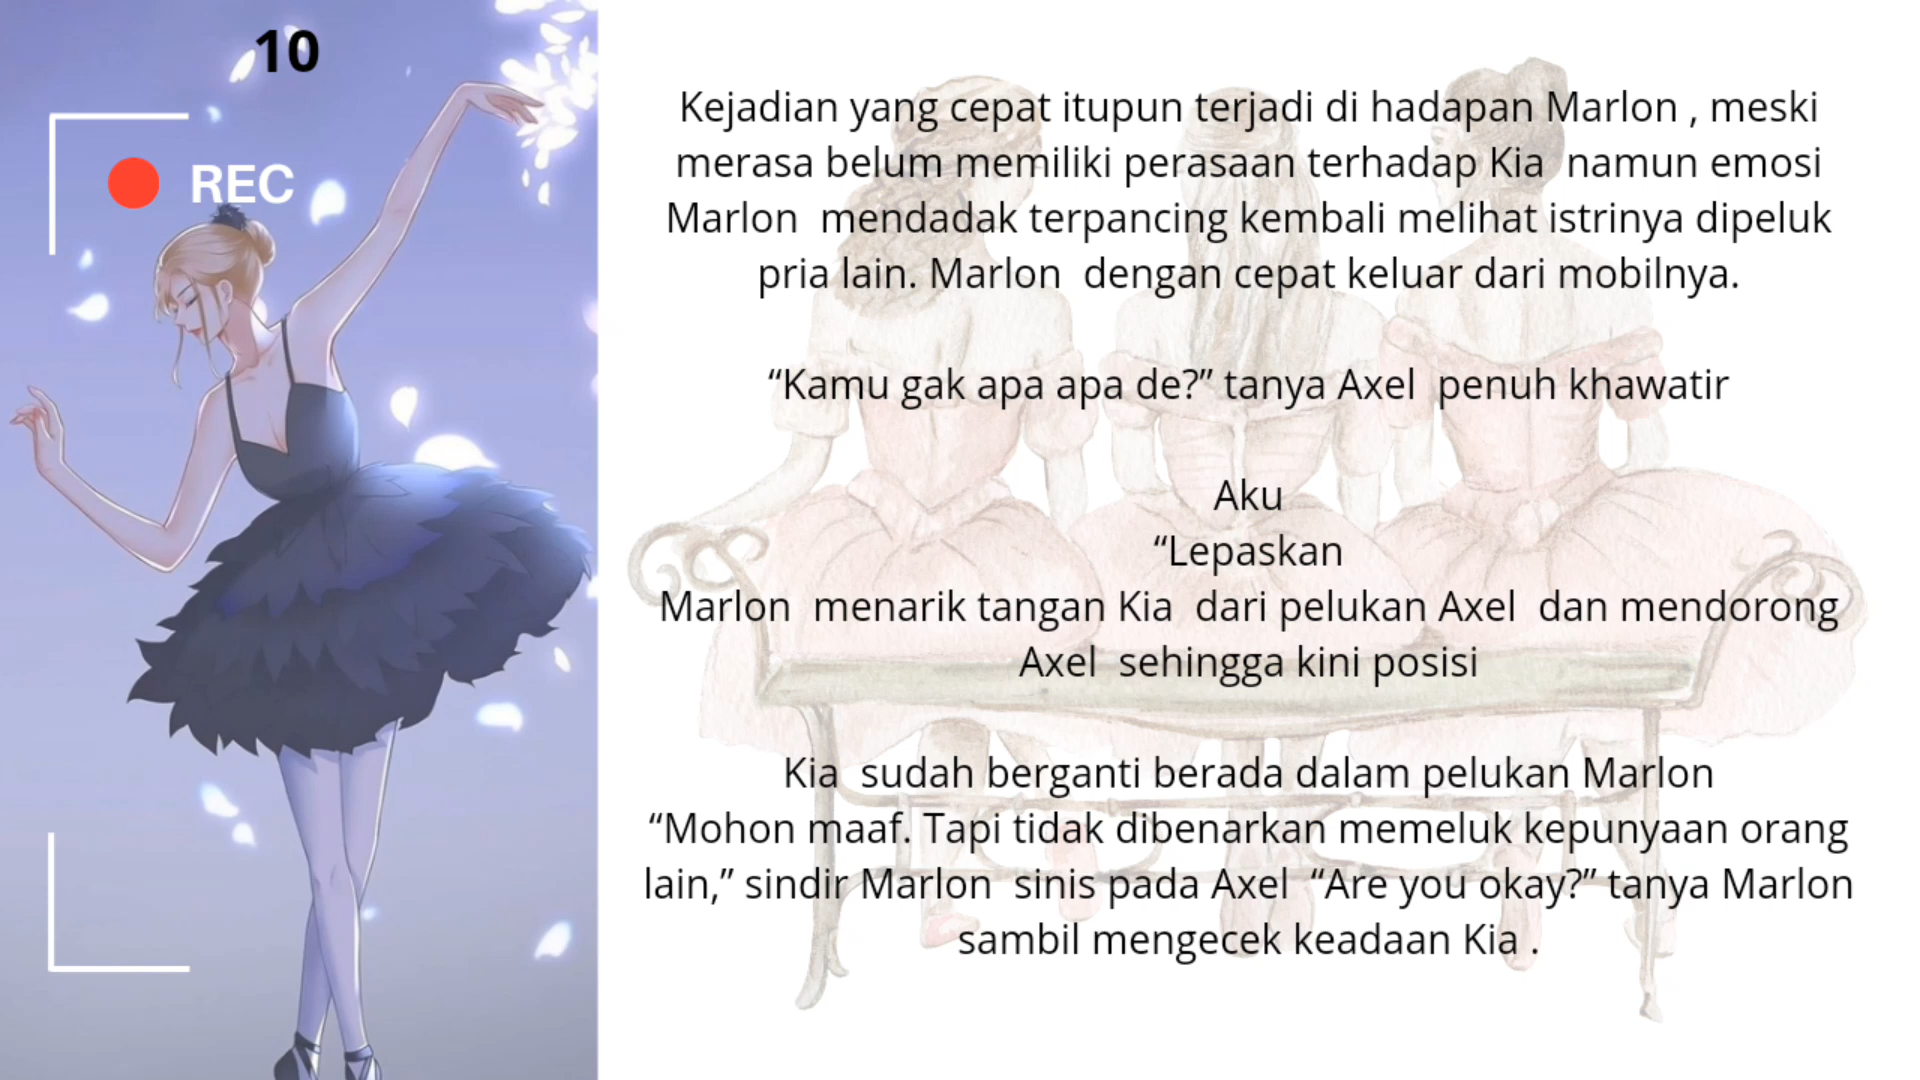 10
REC
Kejadian yang cepat itupun terjadi di hadapan Marlon , meski
merasa belum memiliki perasaan terhadap Kia  namun emosi
Marlon  mendadak terpancing kembali melihat istrinya dipeluk
pria lain. Marlon  dengan cepat keluar dari mobilnya.
“Kamu gak apa apa de?” tanya Axel  penuh khawatir
Aku
“Lepaskan
Marlon  menarik tangan Kia  dari pelukan Axel  dan mendorong
Axel  sehingga kini posisi
Kia  sudah berganti berada dalam pelukan Marlon
“Mohon maaf. Tapi tidak dibenarkan memeluk kepunyaan orang
lain,” sindir Marlon  sinis pada Axel  “Are you okay?” tanya Marlon
sambil mengecek keadaan Kia .